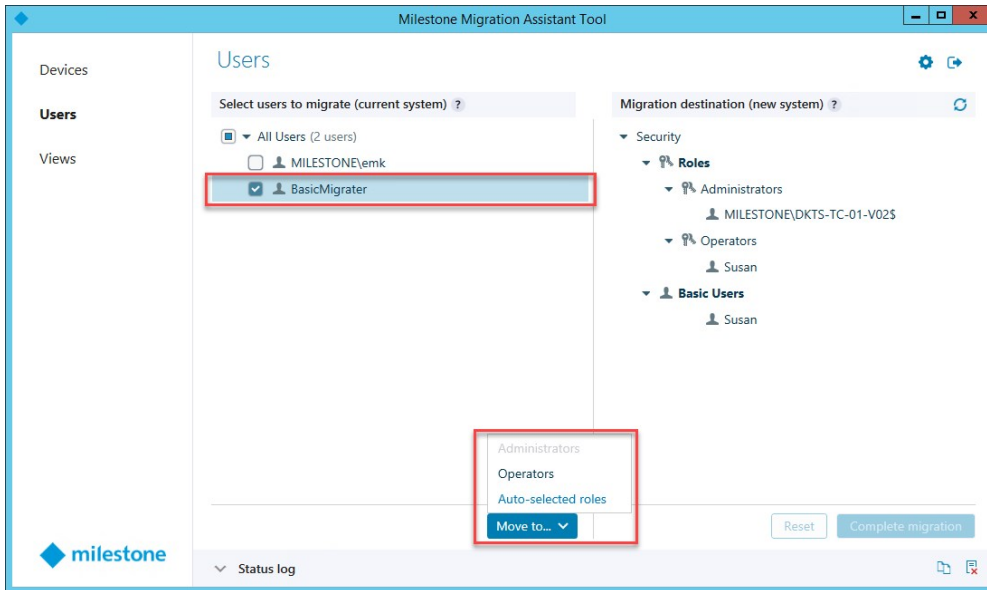 Milestone Migration Assistant Tool
Devices
Users
Views
Users
Select users to migrate (current system) ?
All Users (2 users)
MILESTONE\emk
BasicMigrater
Migration destination (new system) ?
Security
Roles
Administrators
MILESTONE\DKTS-TC-01-V02$
Operators
Susan
Basic Users
Susan
Administrators
Operators
Auto-selected roles
Move to...
Reset
Complete migration
milestone
Status log